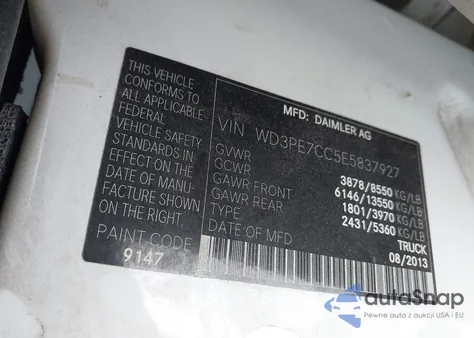 THIS VEHICLE
CONFORMS TO
ALL APPLICABLE
FEDERAL
VEHICLE SAFETY
STANDARDS
IN EFFECT ON THE
DATE OF MANU-
FACTURE SHOWN
ON THE RIGHT.
PAINT CODE
9147
MFD: DAIMLER AG
VIN WD3PE7CC5E5837927
GVWR 3878/8550 KG/LB
GCWR 6146/13550 KG/LB
GAWR FRONT 1801/3970 KG/LB
GAWR REAR 2431/5360 KG/LB
TYPE TRUCK
DATE OF MFD 08/2013
autoSnap
Pewne auta z aukcji USA i EU